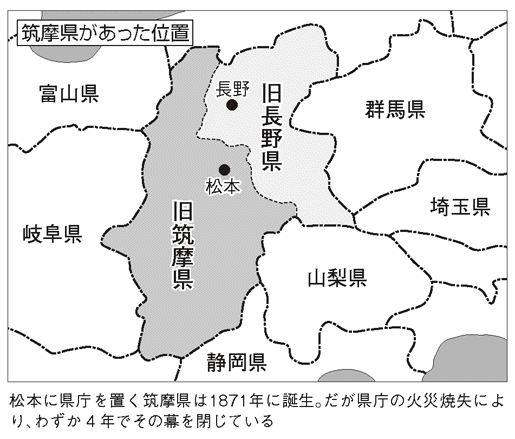 筑摩県があった位置
富山県
長野
旧長野県
群馬県
松本
埼玉県
岐阜県
旧筑摩県
山梨県
静岡県
松本に県庁を置く筑摩県は1871年に誕生。だが県庁の火災焼失によ
り、わずか4年でその幕を閉じている